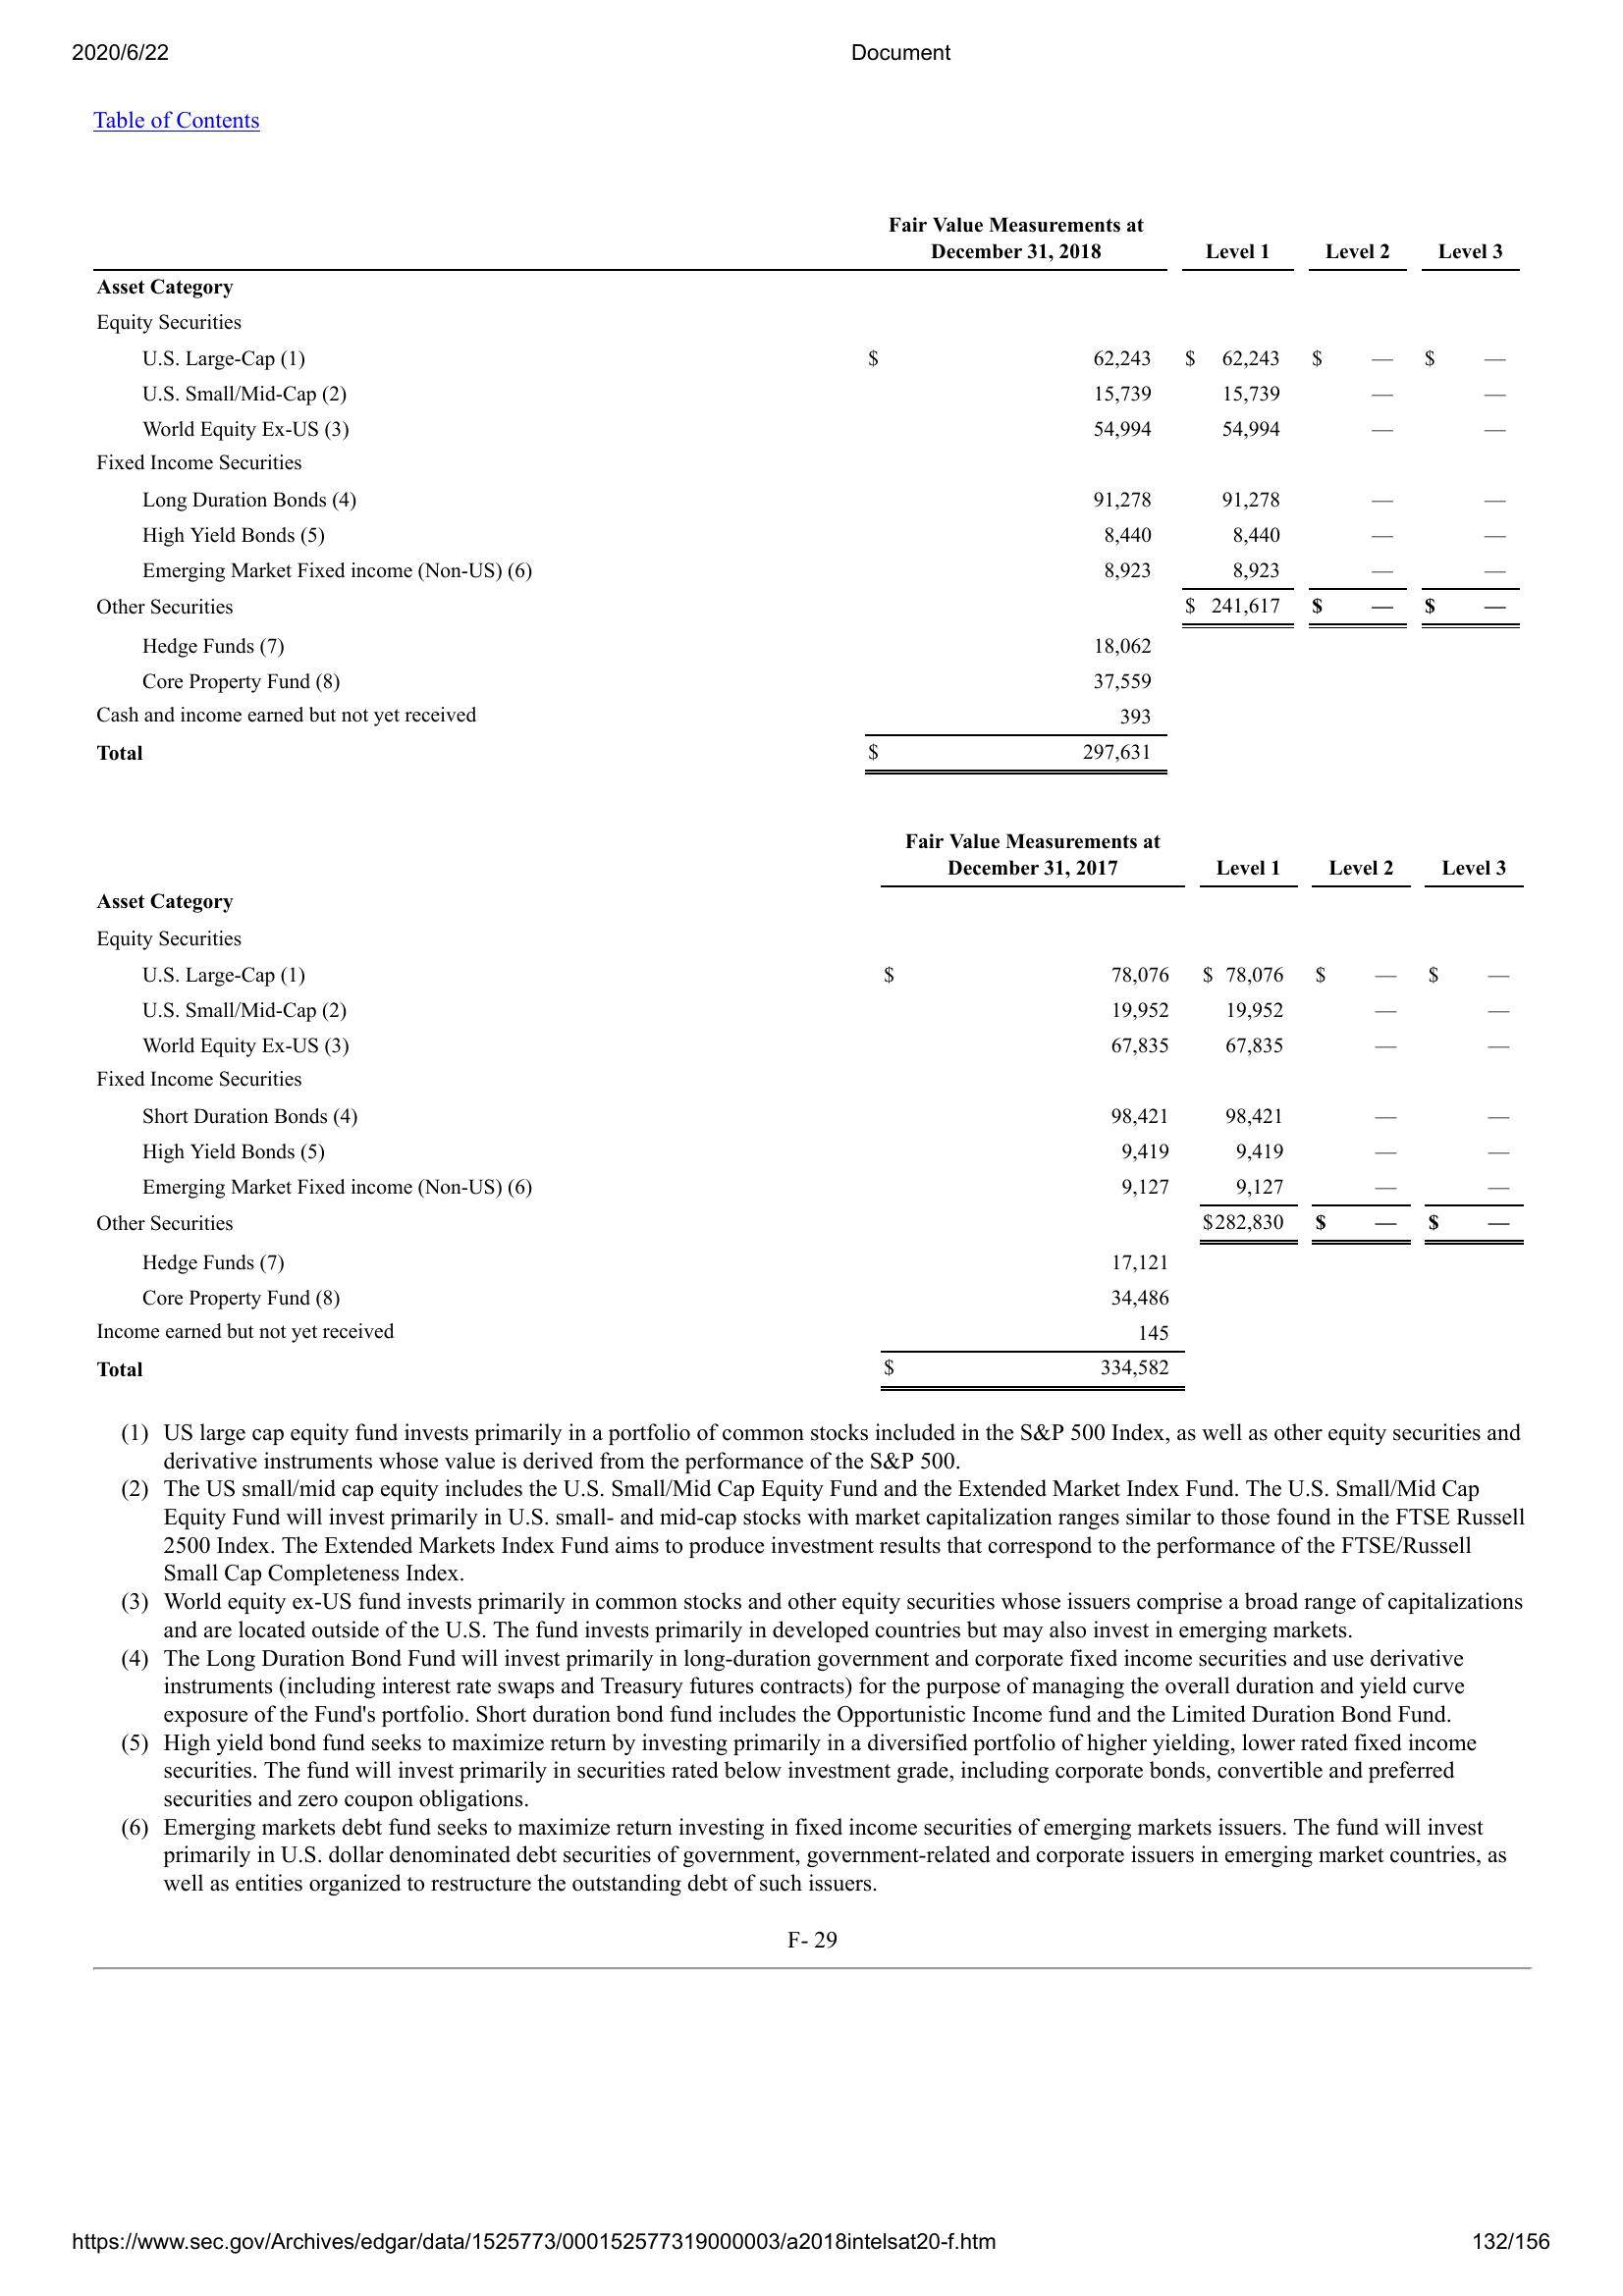 2020/6/22 Document
Table of Contents
Fair Value Measurements at
December 31, 2018 Level 1 Level 2 Level 3
Asset Category
Equity Securities
U.S. Large-Cap (1) $ 62,243 $ 62,243 $ — $ —
U.S. Small/Mid-Cap (2) 15,739 15,739 — —
World Equity Ex-US (3) 54,994 54,994 — —
Fixed Income Securities
Long Duration Bonds (4) 91,278 91,278 — —
High Yield Bonds (5) 8,440 8,440 — —
Emerging Market Fixed income (Non-US) (6) 8,923 8,923 — —
Other Securities $ 241,617 $ — $ —
Hedge Funds (7) 18,062
Core Property Fund (8) 37,559
Cash and income earned but not yet received 393
Total $ 297,631
Fair Value Measurements at
December 31, 2017 Level 1 Level 2 Level 3
Asset Category
Equity Securities
U.S. Large-Cap (1) $ 78,076 $ 78,076 $ — $ —
U.S. Small/Mid-Cap (2) 19,952 19,952 — —
World Equity Ex-US (3) 67,835 67,835 — —
Fixed Income Securities
Short Duration Bonds (4) 98,421 98,421 — —
High Yield Bonds (5) 9,419 9,419 — —
Emerging Market Fixed income (Non-US) (6) 9,127 9,127 — —
Other Securities $282,830 $ — $ —
Hedge Funds (7) 17,121
Core Property Fund (8) 34,486
Income earned but not yet received 145
Total $ 334,582
(1) US large cap equity fund invests primarily in a portfolio of common stocks included in the S&P 500 Index, as well as other equity securities and
derivative instruments whose value is derived from the performance of the S&P 500.
(2) The US small/mid cap equity includes the U.S. Small/Mid Cap Equity Fund and the Extended Market Index Fund. The U.S. Small/Mid Cap
Equity Fund will invest primarily in U.S. small- and mid-cap stocks with market capitalization ranges similar to those found in the FTSE Russell
2500 Index. The Extended Markets Index Fund aims to produce investment results that correspond to the performance of the FTSE/Russell
Small Cap Completeness Index.
(3) World equity ex-US fund invests primarily in common stocks and other equity securities whose issuers comprise a broad range of capitalizations
and are located outside of the U.S. The fund invests primarily in developed countries but may also invest in emerging markets.
(4) The Long Duration Bond Fund will invest primarily in long-duration government and corporate fixed income securities and use derivative
instruments (including interest rate swaps and Treasury futures contracts) for the purpose of managing the overall duration and yield curve
exposure of the Fund's portfolio. Short duration bond fund includes the Opportunistic Income fund and the Limited Duration Bond Fund.
(5) High yield bond fund seeks to maximize return by investing primarily in a diversified portfolio of higher yielding, lower rated fixed income
securities. The fund will invest primarily in securities rated below investment grade, including corporate bonds, convertible and preferred
securities and zero coupon obligations.
(6) Emerging markets debt fund seeks to maximize return investing in fixed income securities of emerging markets issuers. The fund will invest
primarily in U.S. dollar denominated debt securities of government, government-related and corporate issuers in emerging market countries, as
well as entities organized to restructure the outstanding debt of such issuers.
F- 29
https://www.sec.gov/Archives/edgar/data/1525773/000152577319000003/a2018intelsat20-f.htm 132/156